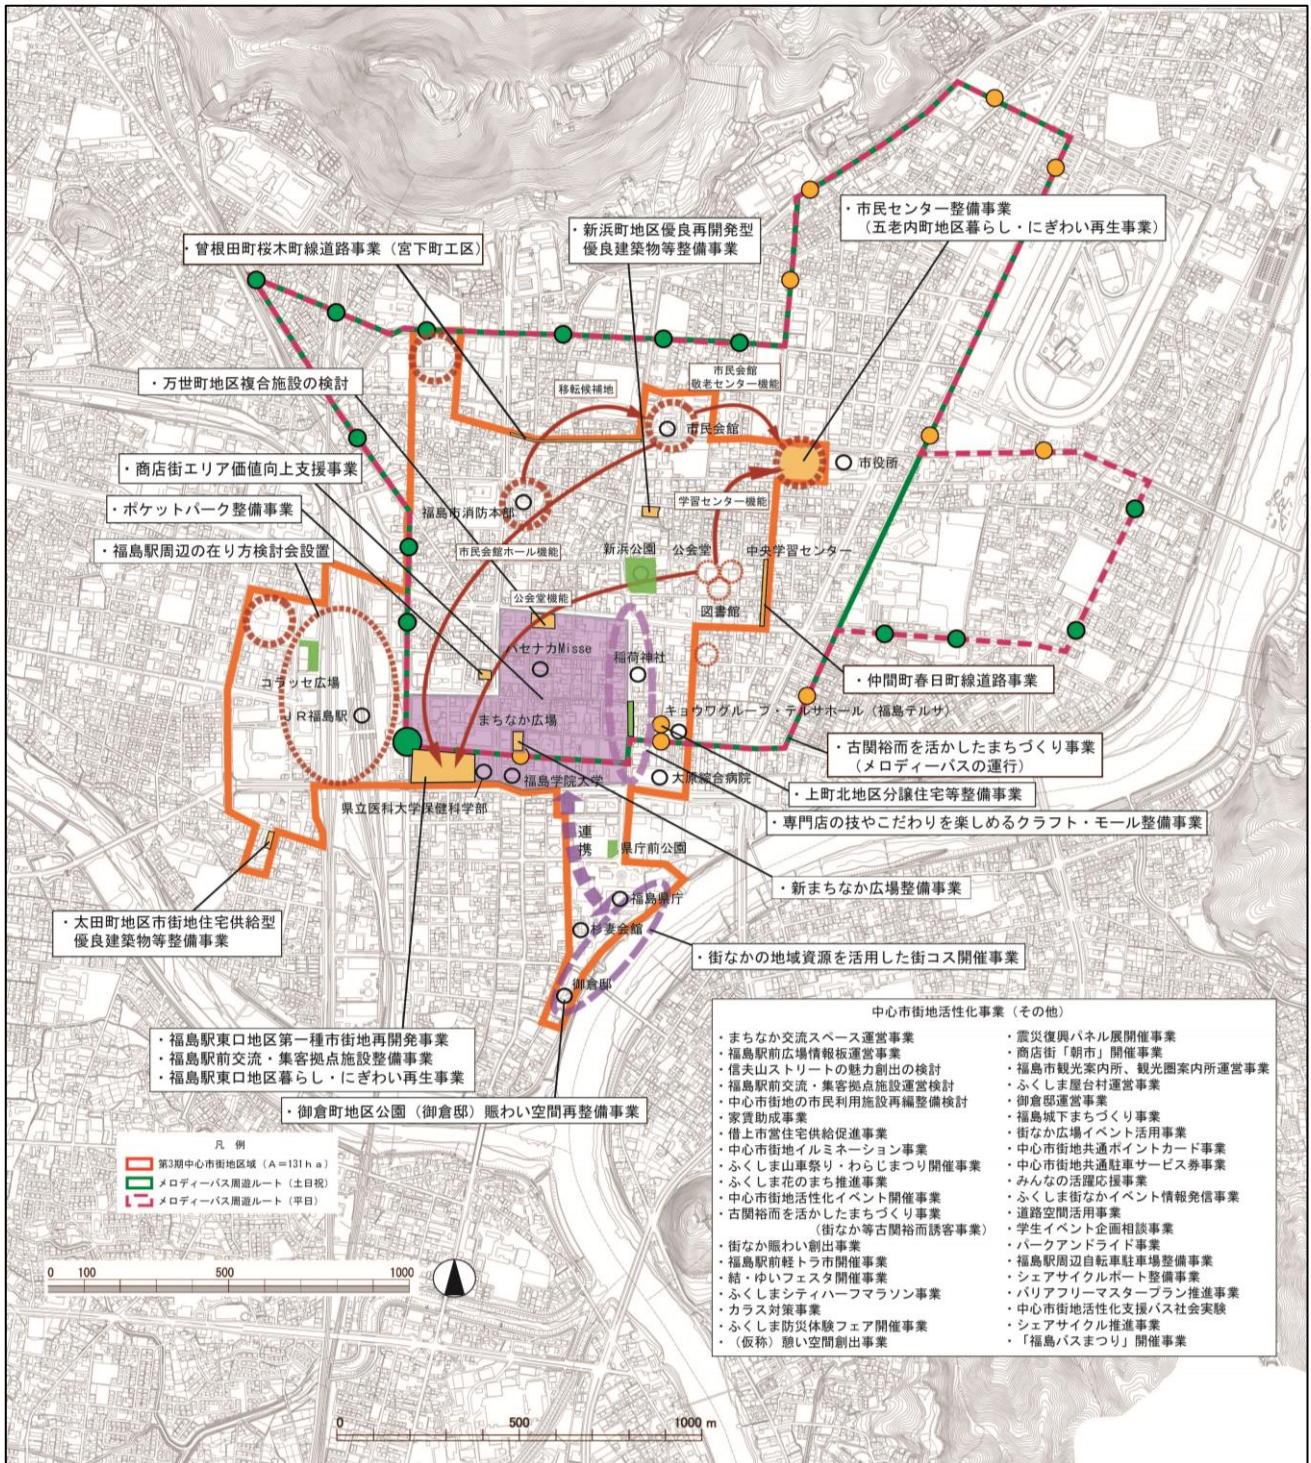 ・市民センター整備事業
（五老内町地区暮らし・にぎわい再生事業）
・新浜町地区優良再開発型
優良建築物等整備事業
・曾根田町桜木町線道路事業（宮下町工区）
・万世町地区複合施設の検討
移転候補地
市民会館
敬老センター機能
市民会館
・商店街エリア価値向上支援事業
市役所
・ポケットパーク整備事業
福島市消防本部
学習センター機能
・福島駅周辺の在り方検討会設置
市民会館ホール機能
新浜公園
公会堂
中央学習センター
公会堂機能
図書館
コラッセ広場
パセナカMisse
稲荷神社
・仲間町春日町線道路事業
JR福島駅
まちなか広場
キョウワグループ・テルサホール（福島テルサ）
・古関裕而を活かしたまちづくり事業
（メロディーバスの運行）
福島学院大学
大原綜合病院
・上町北地区分譲住宅等整備事業
県立医科大学保健科学部
・専門店の技やこだわりを楽しめるクラフト・モール整備事業
連携
県庁前公園
・新まちなか広場整備事業
福島県庁
・太田町地区市街地住宅供給型
優良建築物等整備事業
杉妻会館
・街なかの地域資源を活用した街コス開催事業
御倉邸
・福島駅東口地区第一種市街地再開発事業
・福島駅前交流・集客拠点施設整備事業
・福島駅東口地区暮らし・にぎわい再生事業
・御倉町地区公園（御倉邸）賑わい空間再整備事業
凡 例
第3期中心市街地区域（A＝131ha）
メロディーバス周遊ルート（土日祝）
メロディーバス周遊ルート（平日）
0 100 500 1000
0 500 1000 m
中心市街地活性化事業（その他）
・まちなか交流スペース運営事業
・福島駅前広場情報板運営事業
・信夫山ストリートの魅力創出の検討
・福島駅前交流・集客拠点施設運営検討
・中心市街地の市民利用施設再編整備検討
・家賃助成事業
・借上市営住宅供給促進事業
・中心市街地イルミネーション事業
・ふくしま山車祭り・わらじまつり開催事業
・ふくしま花のまち推進事業
・中心市街地活性化イベント開催事業
・古関裕而を活かしたまちづくり事業
（街なか等古関裕而誘客事業）
・街なか賑わい創出事業
・福島駅前軽トラ市開催事業
・結・ゆいフェスタ開催事業
・ふくしまシティハーフマラソン事業
・カラス対策事業
・ふくしま防災体験フェア開催事業
・（仮称）憩い空間創出事業
・震災復興パネル展開催事業
・商店街「朝市」開催事業
・福島市観光案内所、観光圏案内所運営事業
・ふくしま屋台村運営事業
・御倉邸運営事業
・福島城下まちづくり事業
・街なか広場イベント活用事業
・中心市街地共通ポイントカード事業
・中心市街地共通駐車サービス券事業
・みんなの活躍応援事業
・ふくしま街なかイベント情報発信事業
・道路空間活用事業
・学生イベント企画相談事業
・パークアンドライド事業
・福島駅周辺自転車駐車場整備事業
・シェアサイクルポート整備事業
・バリアフリーマスタープラン推進事業
・中心市街地活性化支援バス社会実験
・シェアサイクル推進事業
・「福島バスまつり」開催事業